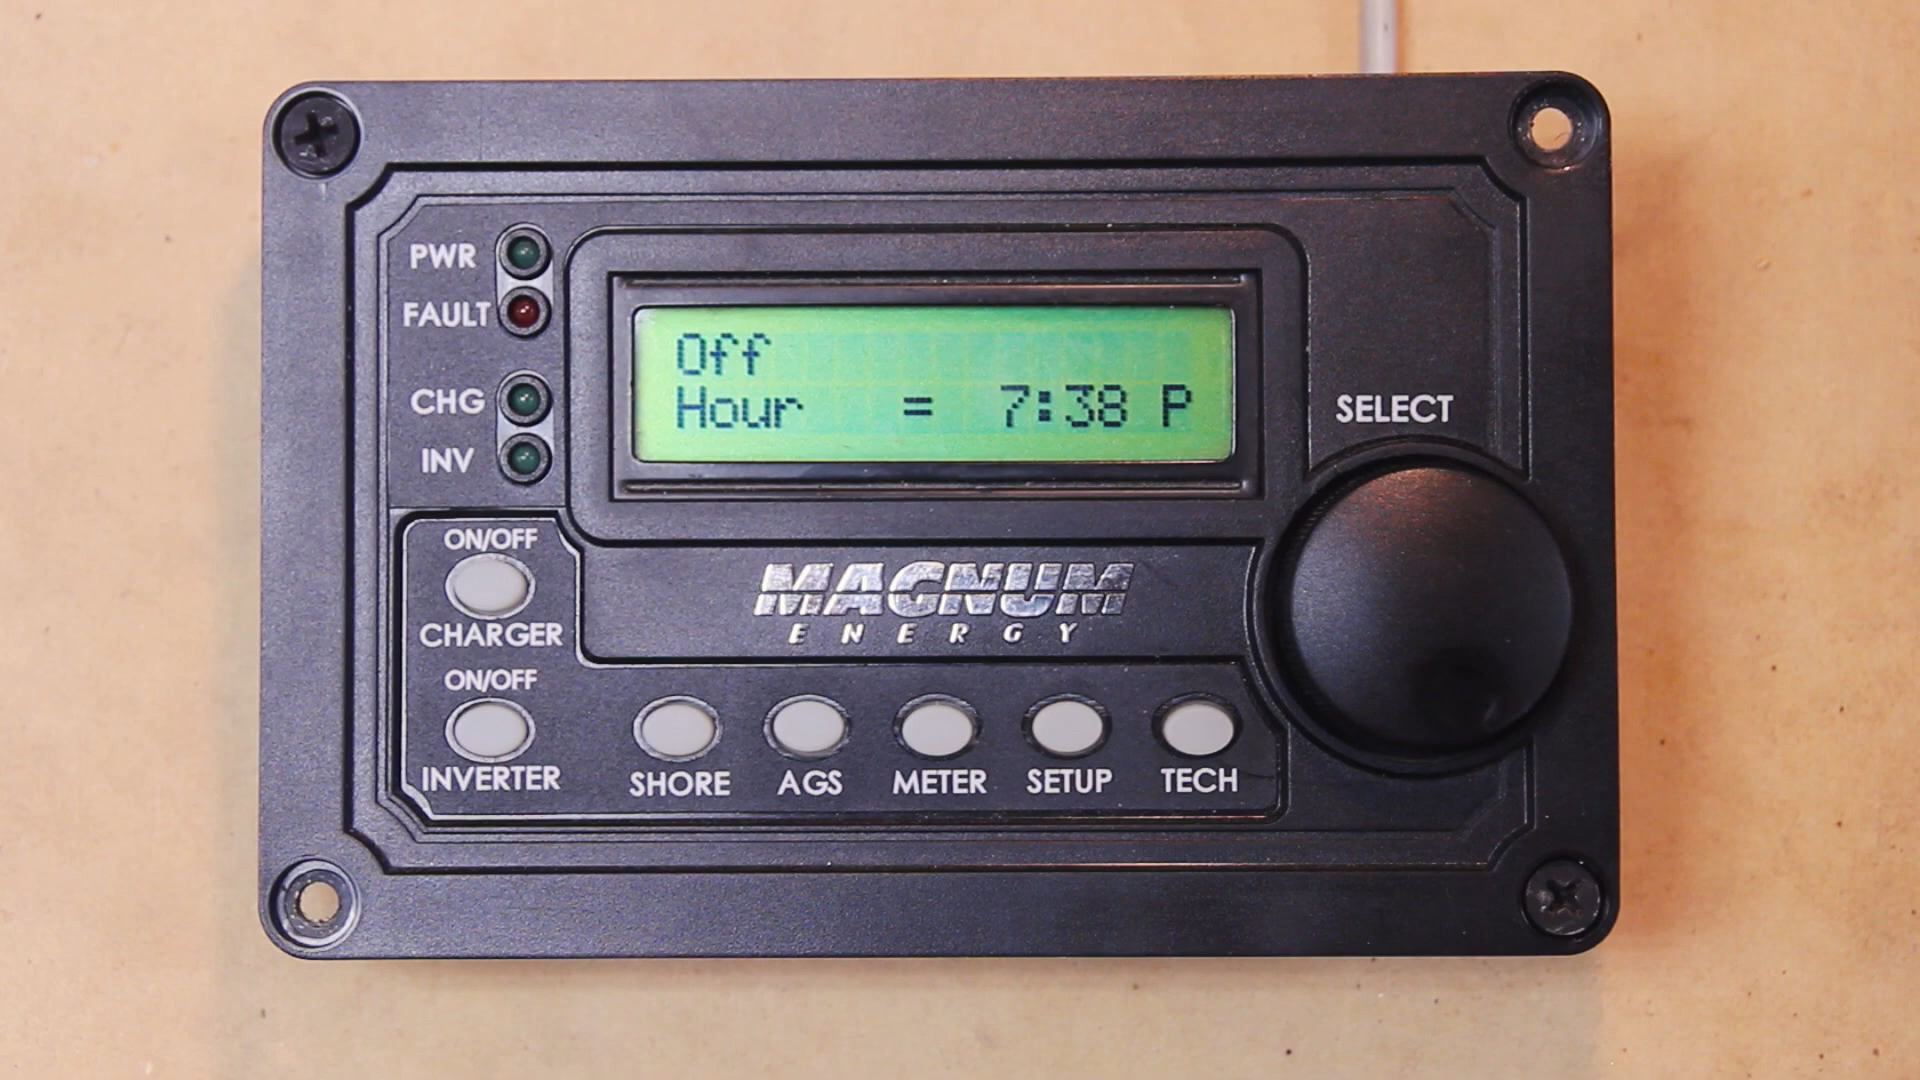 PWR
FAULT
CHG
INV
Off
Hour = 7:38 P
SELECT
ON/OFF
CHARGER
ON/OFF
INVERTER
MAGNUM
ENERGY
SHORE AGS METER SETUP TECH